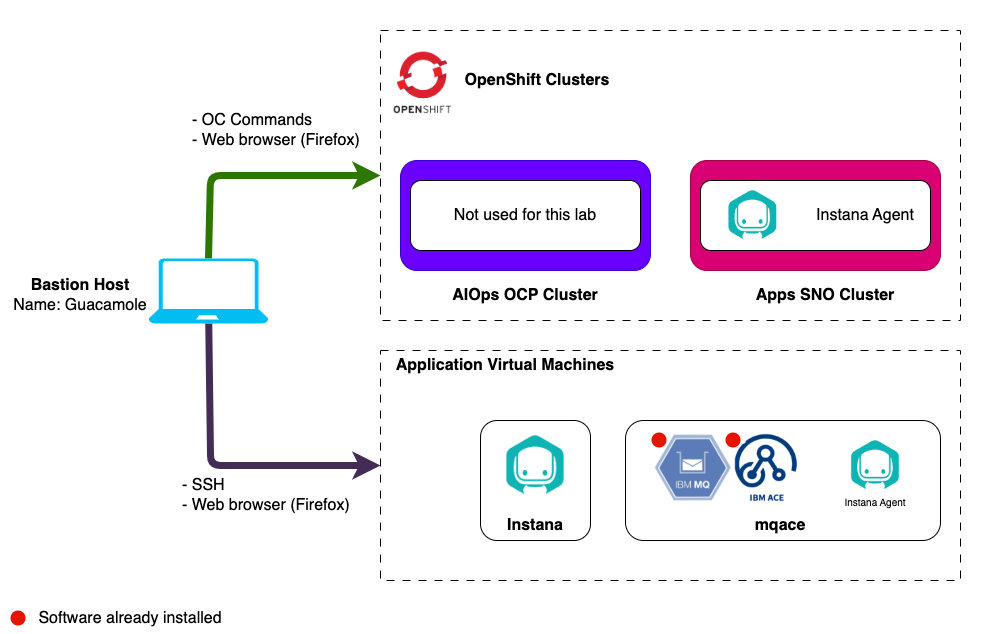 OpenShift Clusters
OPENSHIFT
- OC Commands
- Web browser (Firefox)
Not used for this lab
Instana Agent
AIOps OCP Cluster
Apps SNO Cluster
Bastion Host
Name: Guacamole
Application Virtual Machines
IBM MQ
IBM ACE
Instana Agent
Instana
mqace
- SSH
- Web browser (Firefox)
Software already installed